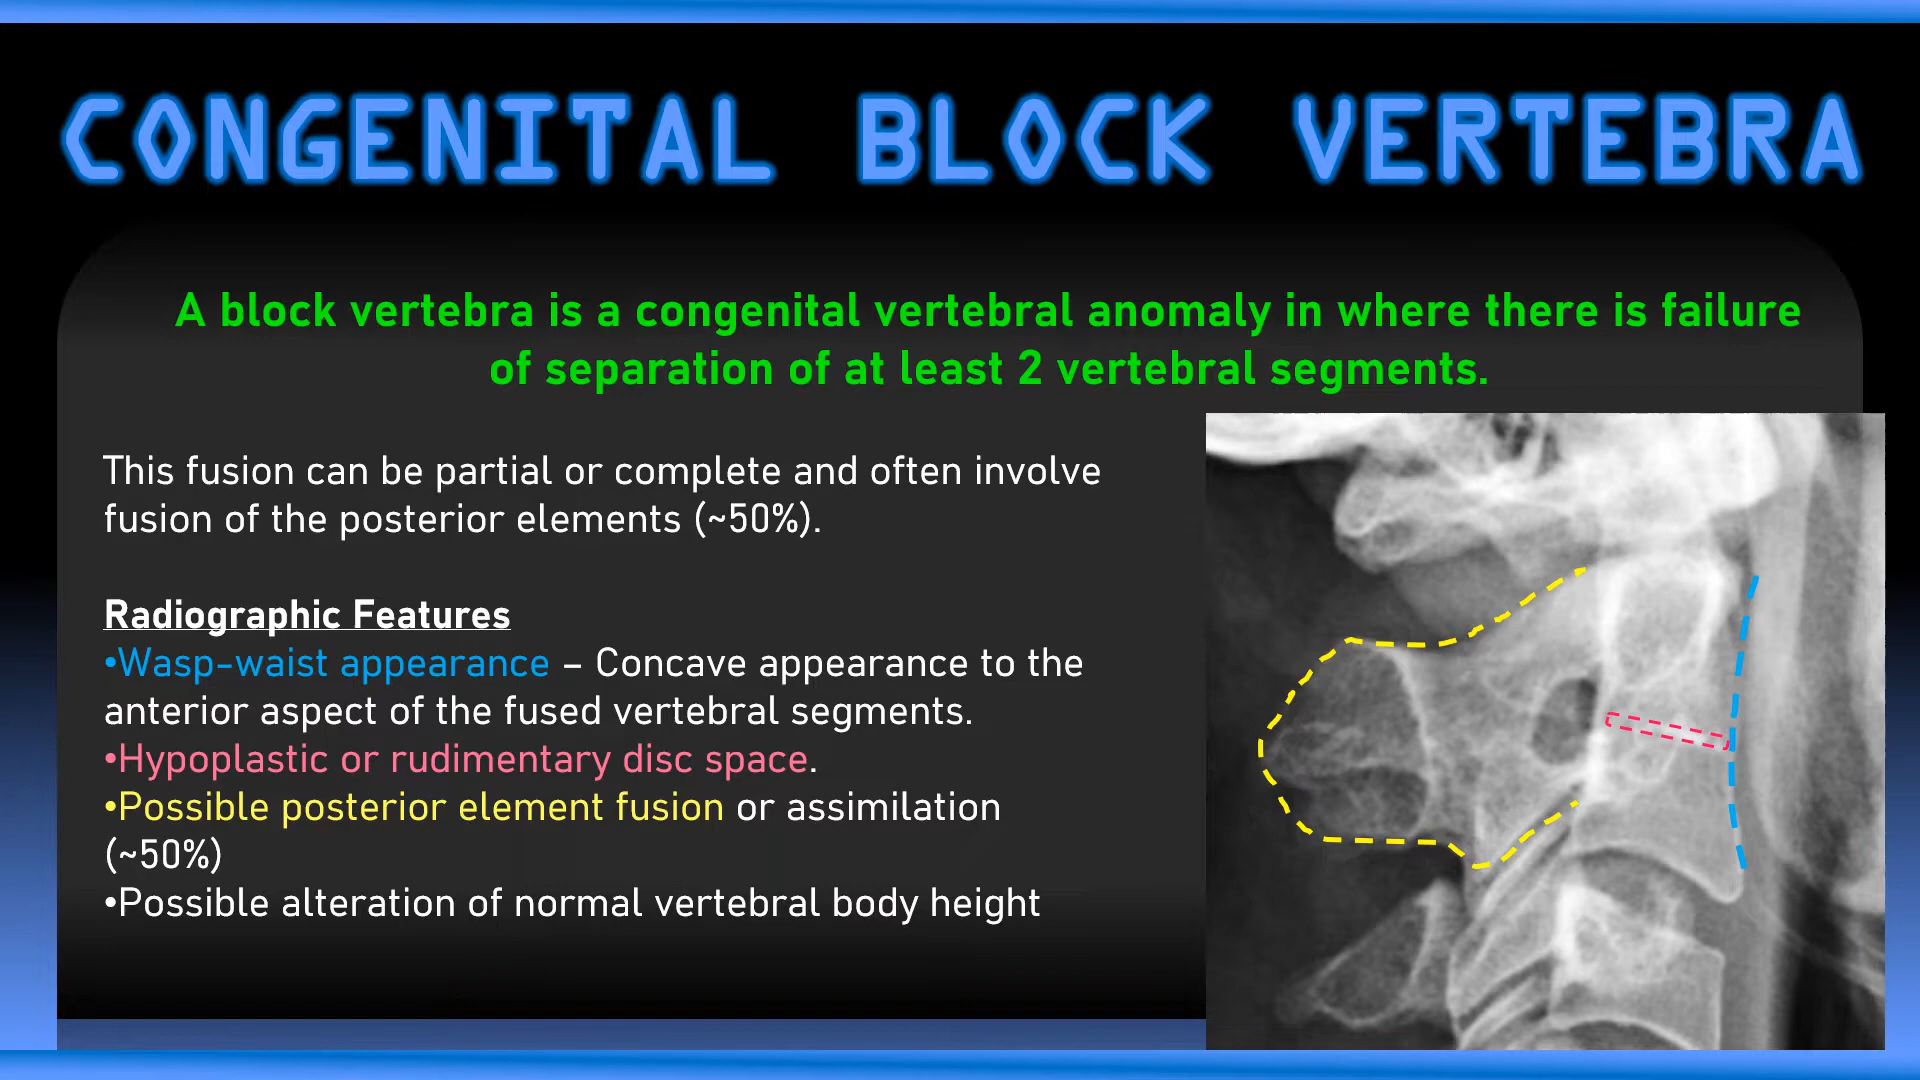 CONGENITAL BLOCK VERTEBRA
A block vertebra is a congenital vertebral anomaly in where there is failure
of separation of at least 2 vertebral segments.
This fusion can be partial or complete and often involve
fusion of the posterior elements (~50%).
Radiographic Features
•Wasp-waist appearance – Concave appearance to the
anterior aspect of the fused vertebral segments.
•Hypoplastic or rudimentary disc space.
•Possible posterior element fusion or assimilation
(~50%)
•Possible alteration of normal vertebral body height